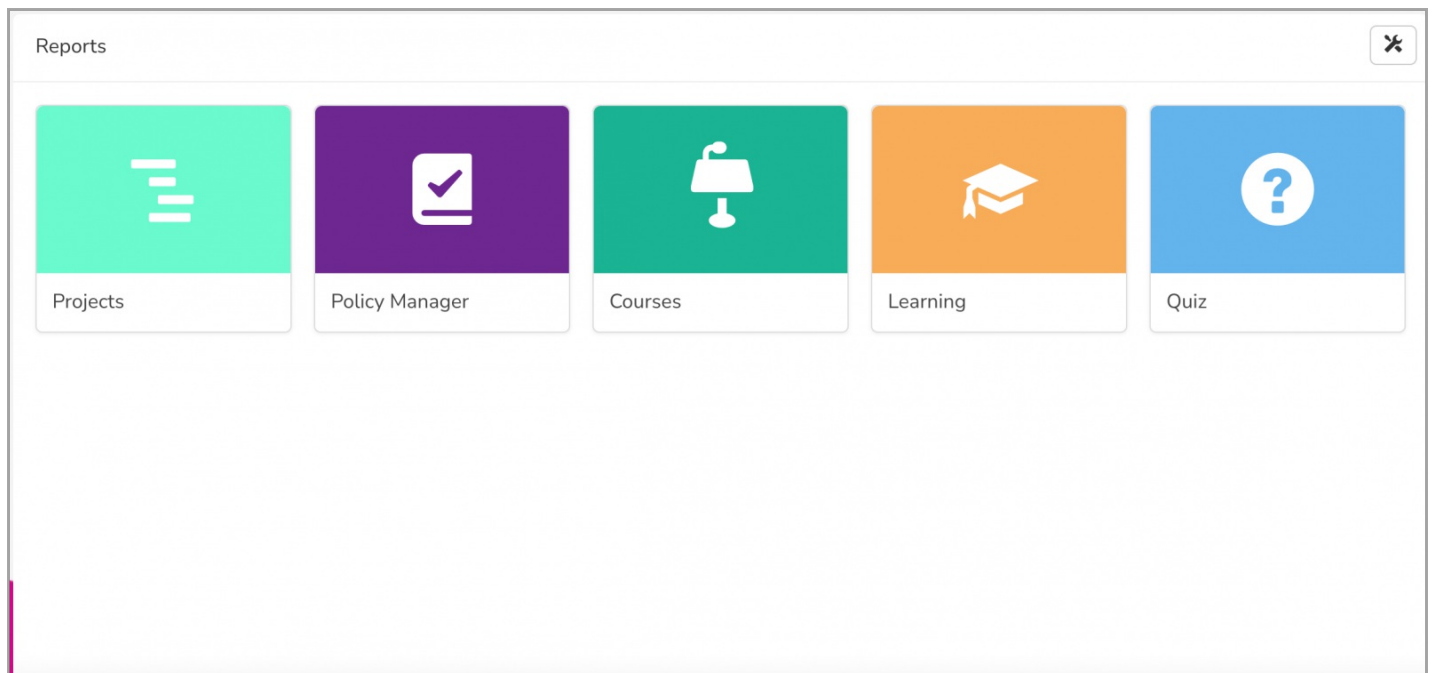 Reports
Projects
Policy Manager
Courses
Learning
Quiz